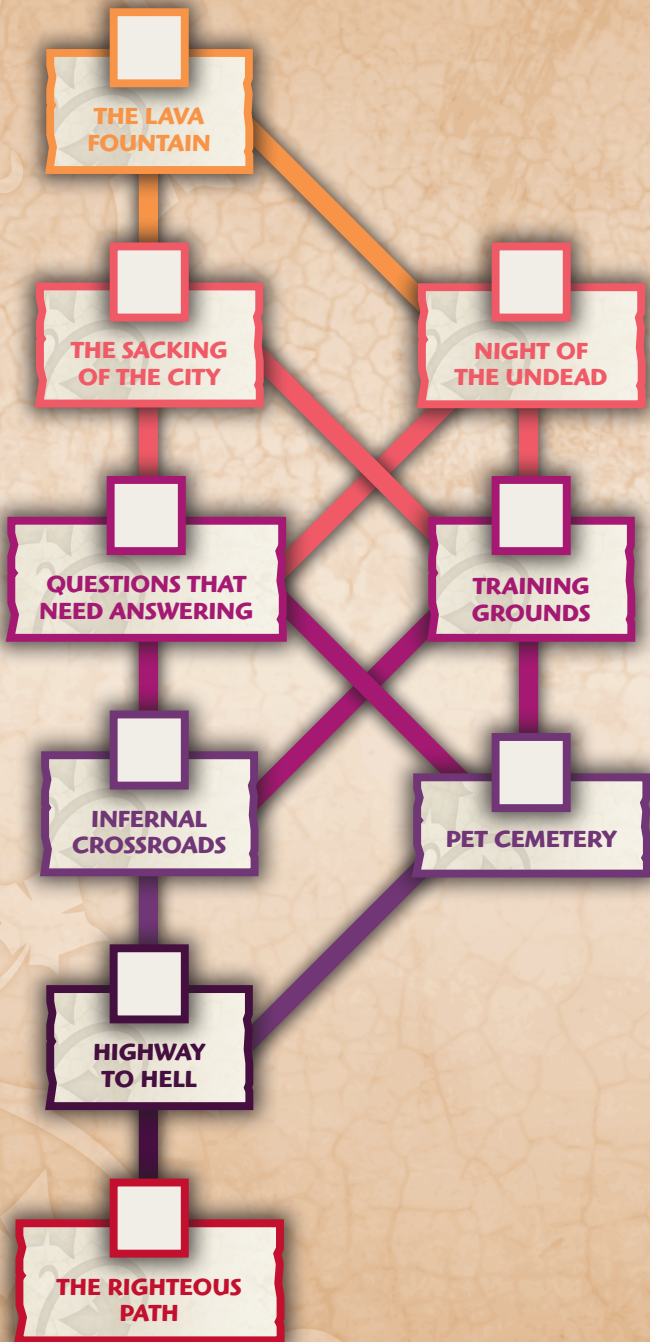 THE LAVA
FOUNTAIN
THE SACKING
OF THE CITY
NIGHT OF
THE UNDEAD
QUESTIONS THAT
NEED ANSWERING
TRAINING
GROUNDS
INFERNAL
CROSSROADS
PET CEMETERY
HIGHWAY
TO HELL
THE RIGHTEOUS
PATH